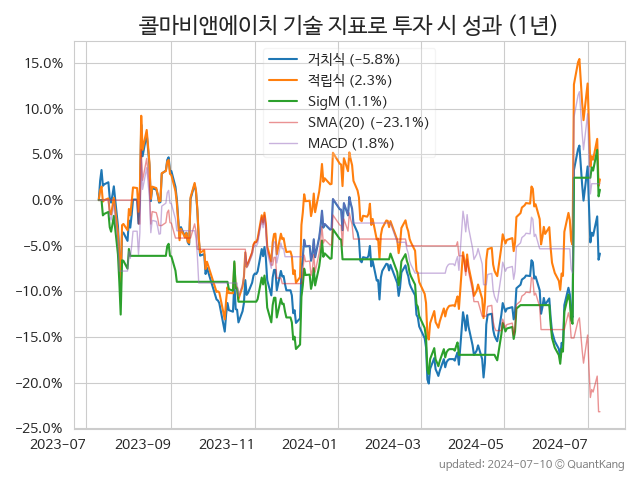 콜마비앤에이치 기술 지표로 투자 시 성과 (1년)
거치식 (−5.8%)
적립식 (2.3%)
SigM (1.1%)
SMA(20) (−23.1%)
MACD (1.8%)
15.0%
10.0%
5.0%
0.0%
−5.0%
−10.0%
−15.0%
−20.0%
−25.0%
2023-07 2023-09 2023-11 2024-01 2024-03 2024-05 2024-07
updated: 2024-07-10 ⓒ QuantKang